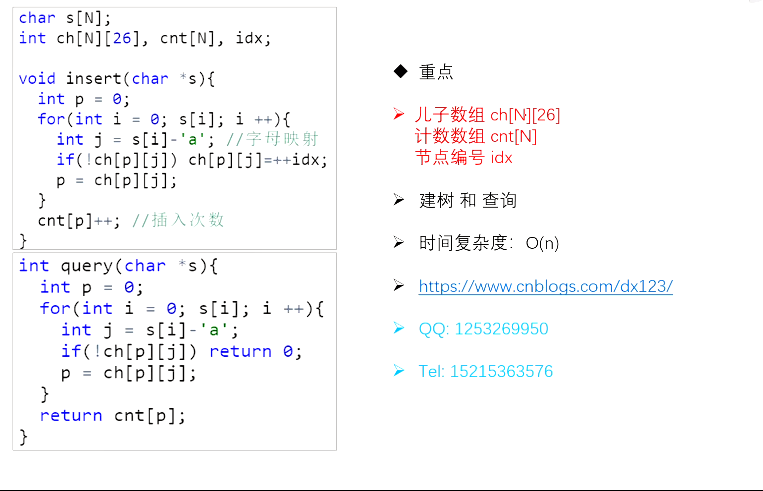 char s[N];
int ch[N][26], cnt[N], idx;
void insert(char *s){
int p = 0;
for(int i = 0; s[i]; i ++){
int j = s[i]-'a'; //字母映射
if(!ch[p][j]) ch[p][j]=++idx;
p = ch[p][j];
}
cnt[p]++; //插入次数
}
int query(char *s){
int p = 0;
for(int i = 0; s[i]; i ++){
int j = s[i]-'a';
if(!ch[p][j]) return 0;
p = ch[p][j];
}
return cnt[p];
}
◆ 重点
➢ 儿子数组 ch[N][26]
计数数组 cnt[N]
节点编号 idx
➢ 建树 和 查询
➢ 时间复杂度：O(n)
➢ https://www.cnblogs.com/dx123/
➢ QQ: 1253269950
➢ Tel: 15215363576